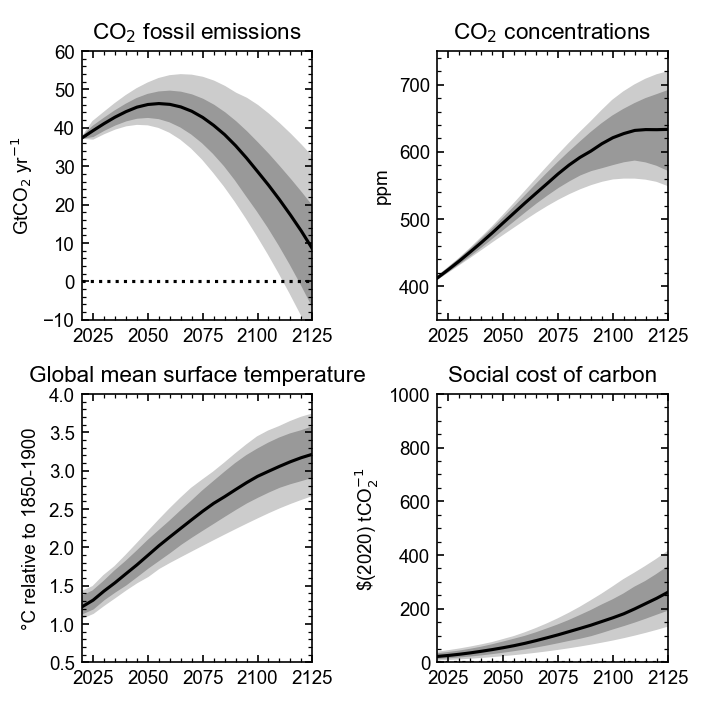 CO₂ fossil emissions
60
50
40
30
20
10
0
−10
GtCO₂ yr⁻¹
2025 2050 2075 2100 2125
CO₂ concentrations
700
600
500
400
ppm
2025 2050 2075 2100 2125
Global mean surface temperature
4.0
3.5
3.0
2.5
2.0
1.5
1.0
0.5
°C relative to 1850-1900
2025 2050 2075 2100 2125
Social cost of carbon
1000
800
600
400
200
0
$(2020) tCO₂⁻¹
2025 2050 2075 2100 2125